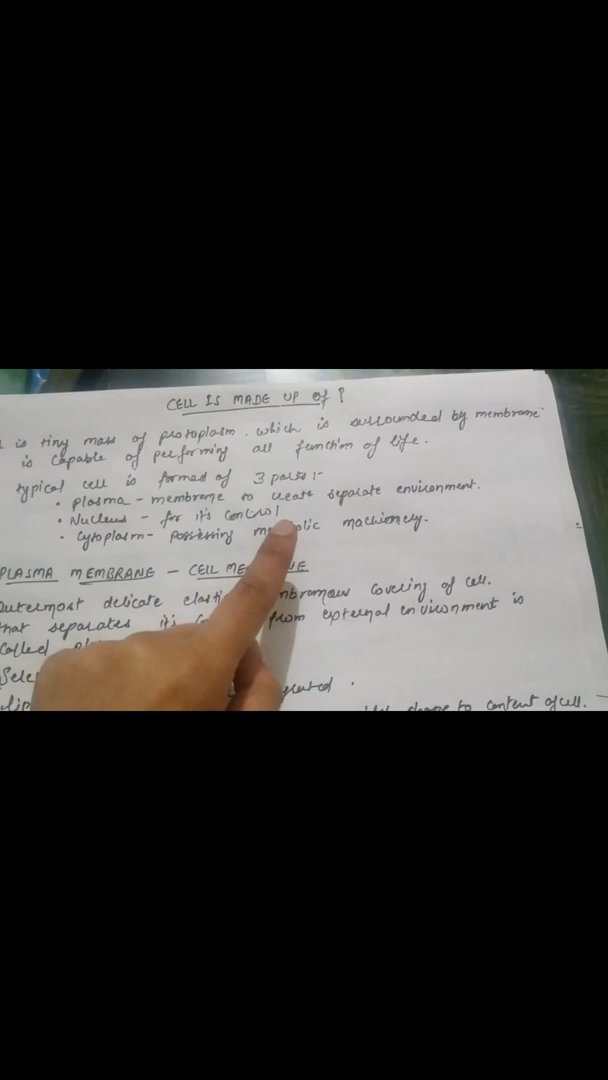 CELL IS MADE UP OF ?
is tiny mass of protoplasm. which is surrounded by membrane
is capable of performing all function of life.
typical cell is formed of 3 parts:-
• Plasma - membrane to create separate environment.
• Nucleus - for it's control
• Cytoplasm - Possessing machinery.
PLASMA MEMBRANE - CELL
Outermost delicate covering of cell.
that separates it's from external environment is
Called
to content of cell.